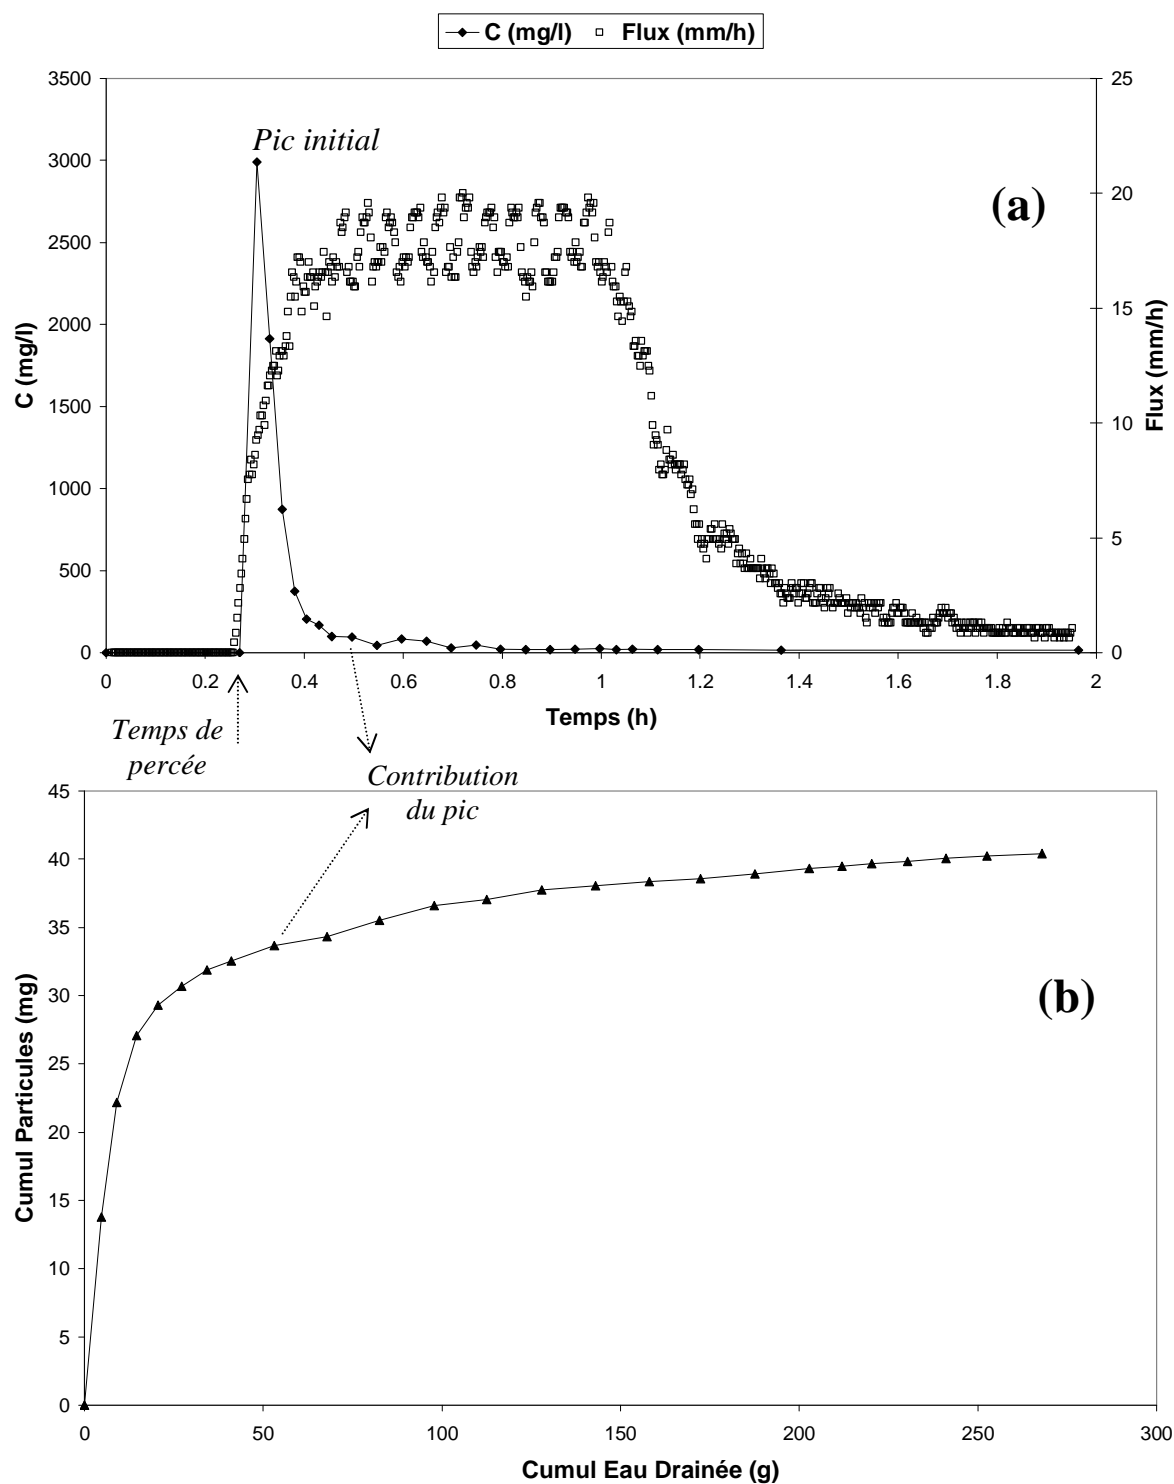 C (mg/l) Flux (mm/h)
3500
3000
2500
2000
1500
1000
500
0
C (mg/l)
Pic initial
(a)
25
20
15
10
5
0
Flux (mm/h)
0 0.2 0.4 0.6 0.8 1 1.2 1.4 1.6 1.8 2
Temps (h)
Temps de
percée
Contribution
du pic
45
40
35
30
25
20
15
10
5
0
Cumul Particules (mg)
(b)
0 50 100 150 200 250 300
Cumul Eau Drainée (g)